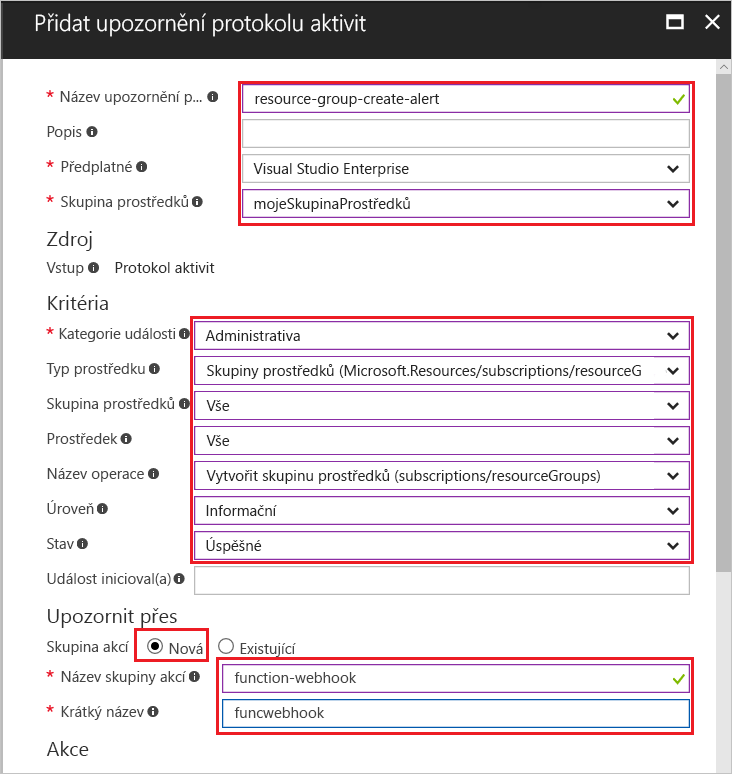 Přidat upozornění protokolu aktivit
* Název upozornění p... resource-group-create-alert
Popis
* Předplatné Visual Studio Enterprise
* Skupina prostředků mojeSkupinaProstředků
Zdroj
Vstup Protokol aktivit
Kritéria
* Kategorie události Administrativa
Typ prostředku Skupiny prostředků (Microsoft.Resources/subscriptions/resourceG
Skupina prostředků Vše
Prostředek Vše
Název operace Vytvořit skupinu prostředků (subscriptions/resourceGroups)
Úroveň Informační
Stav Úspěšné
Událost inicioval(a)
Upozornit přes
Skupina akcí Nová Existující
* Název skupiny akcí function-webhook
* Krátký název funcwebhook
Akce